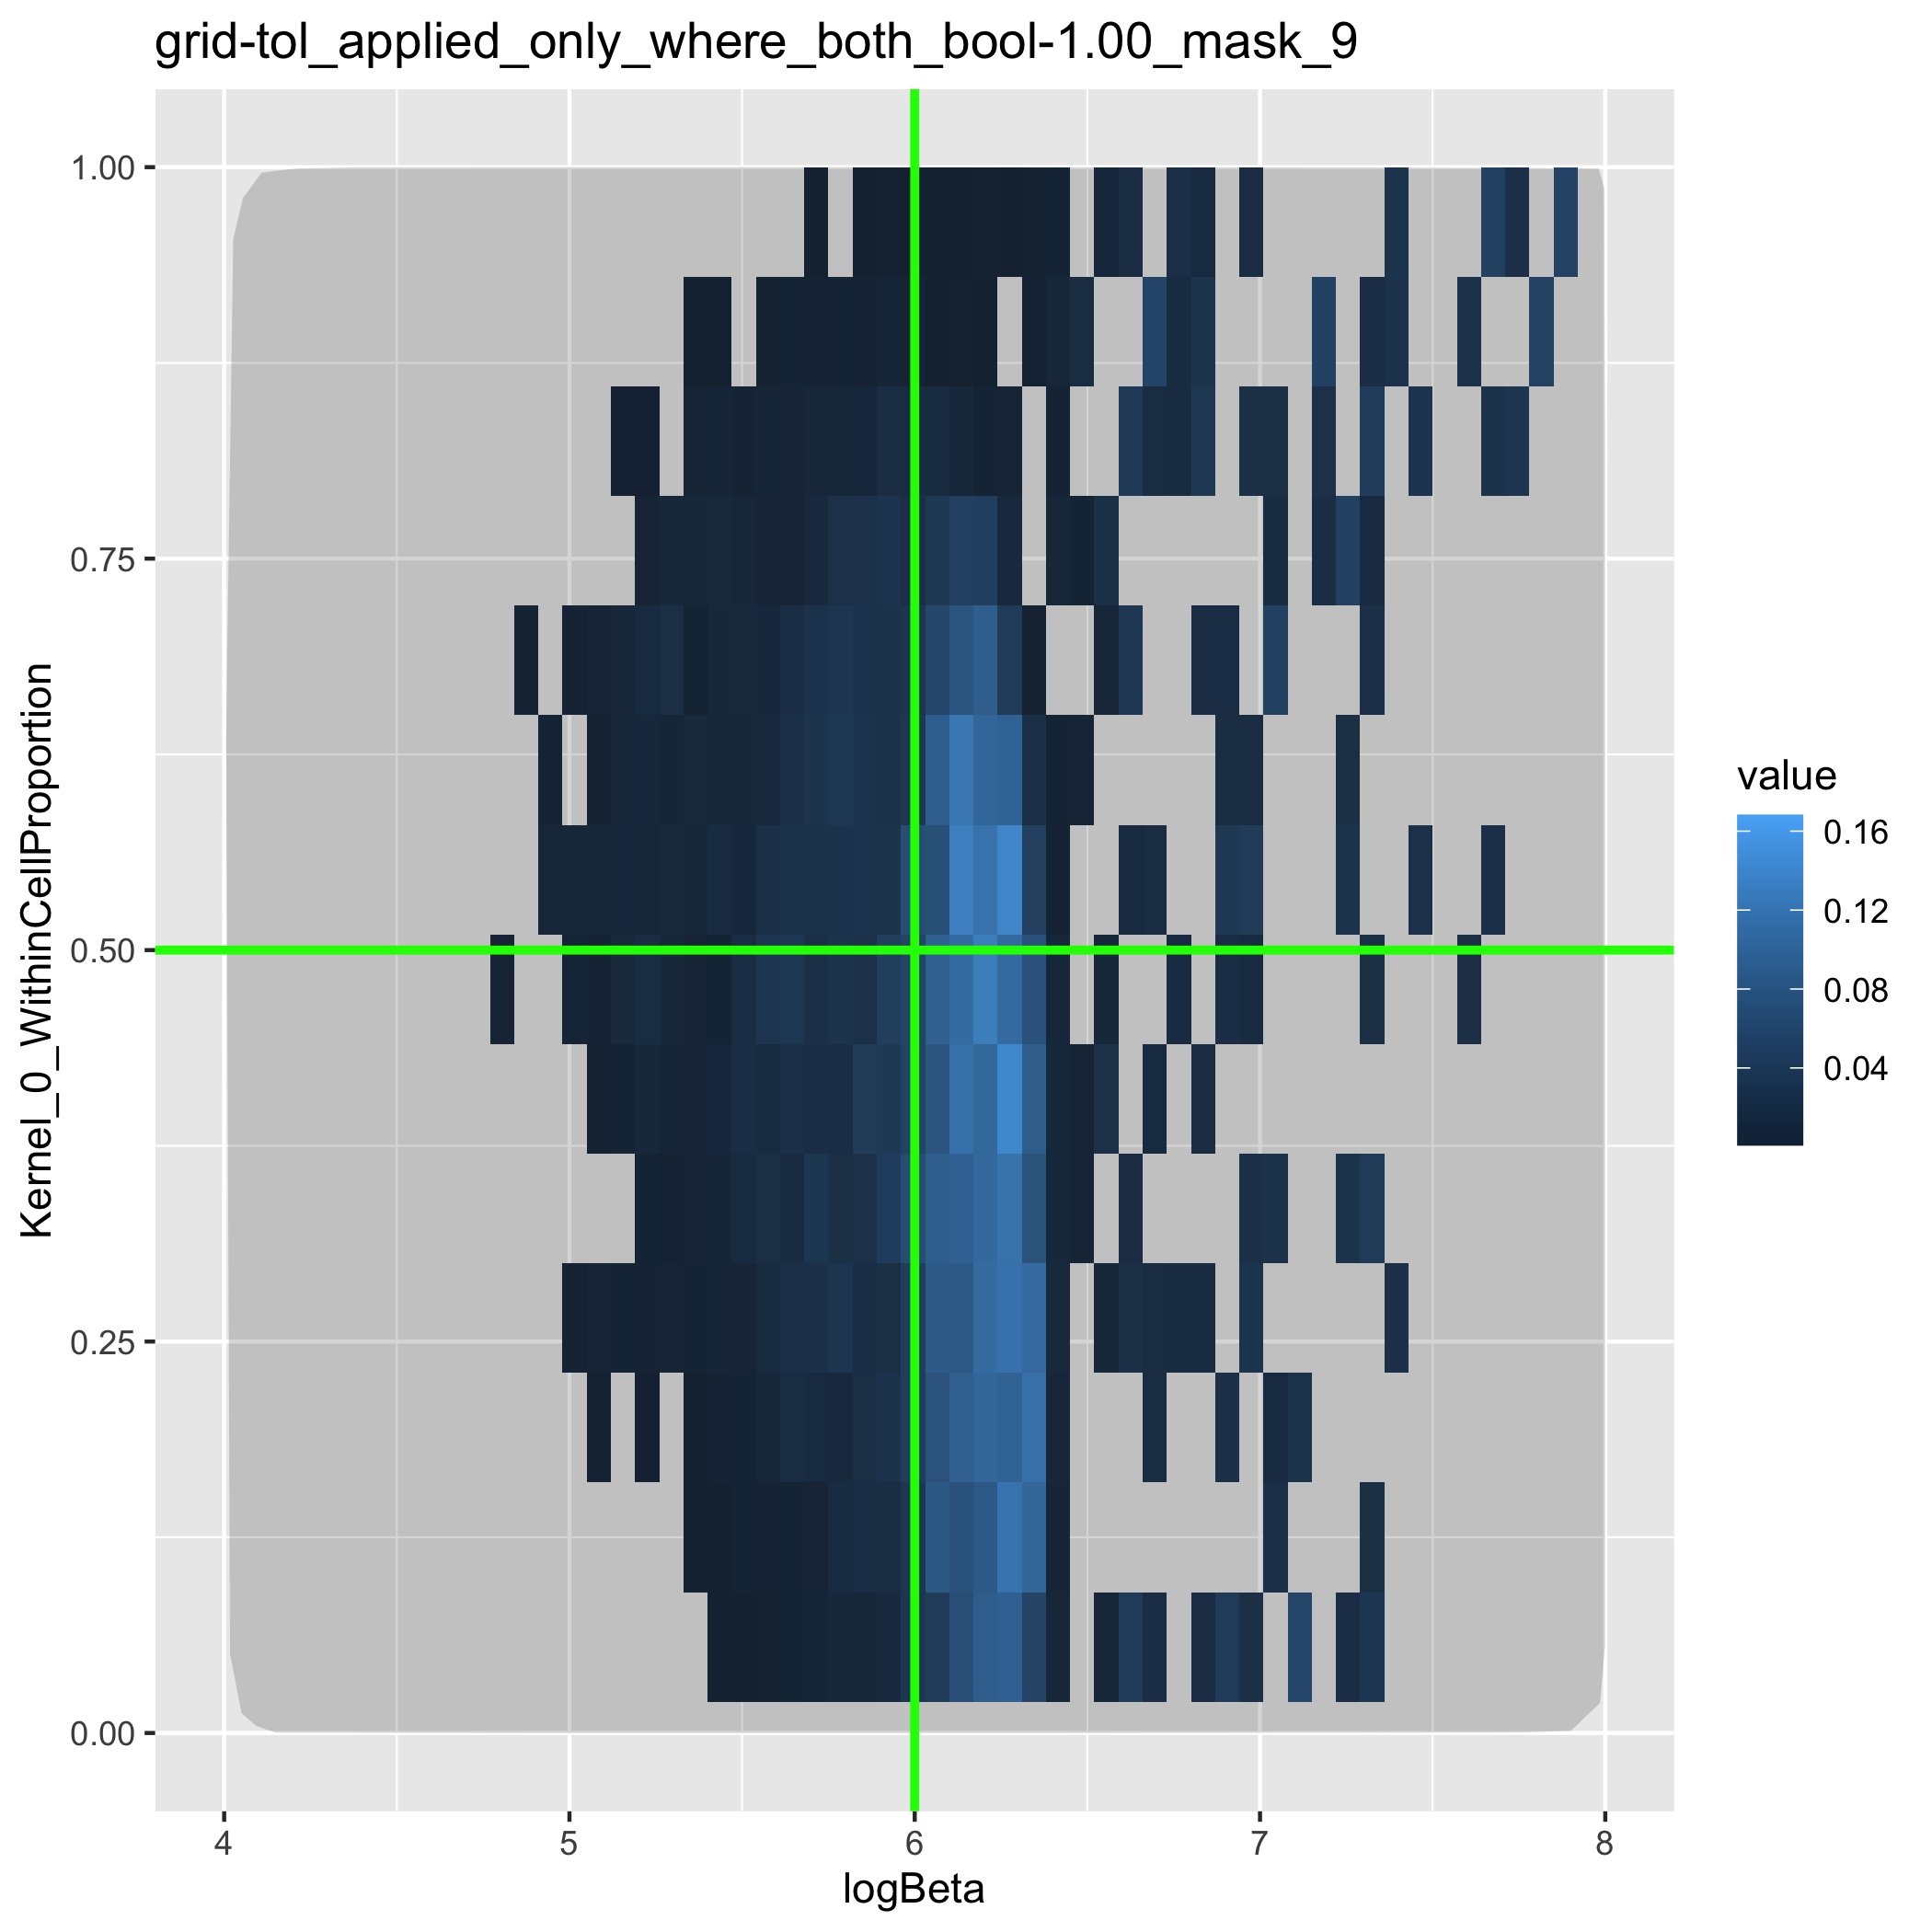 grid-tol_applied_only_where_both_bool-1.00_mask_9
1.00
0.75
0.50
0.25
0.00
Kernel_0_WithinCellProportion
4 5 6 7 8
logBeta
value
0.16
0.12
0.08
0.04